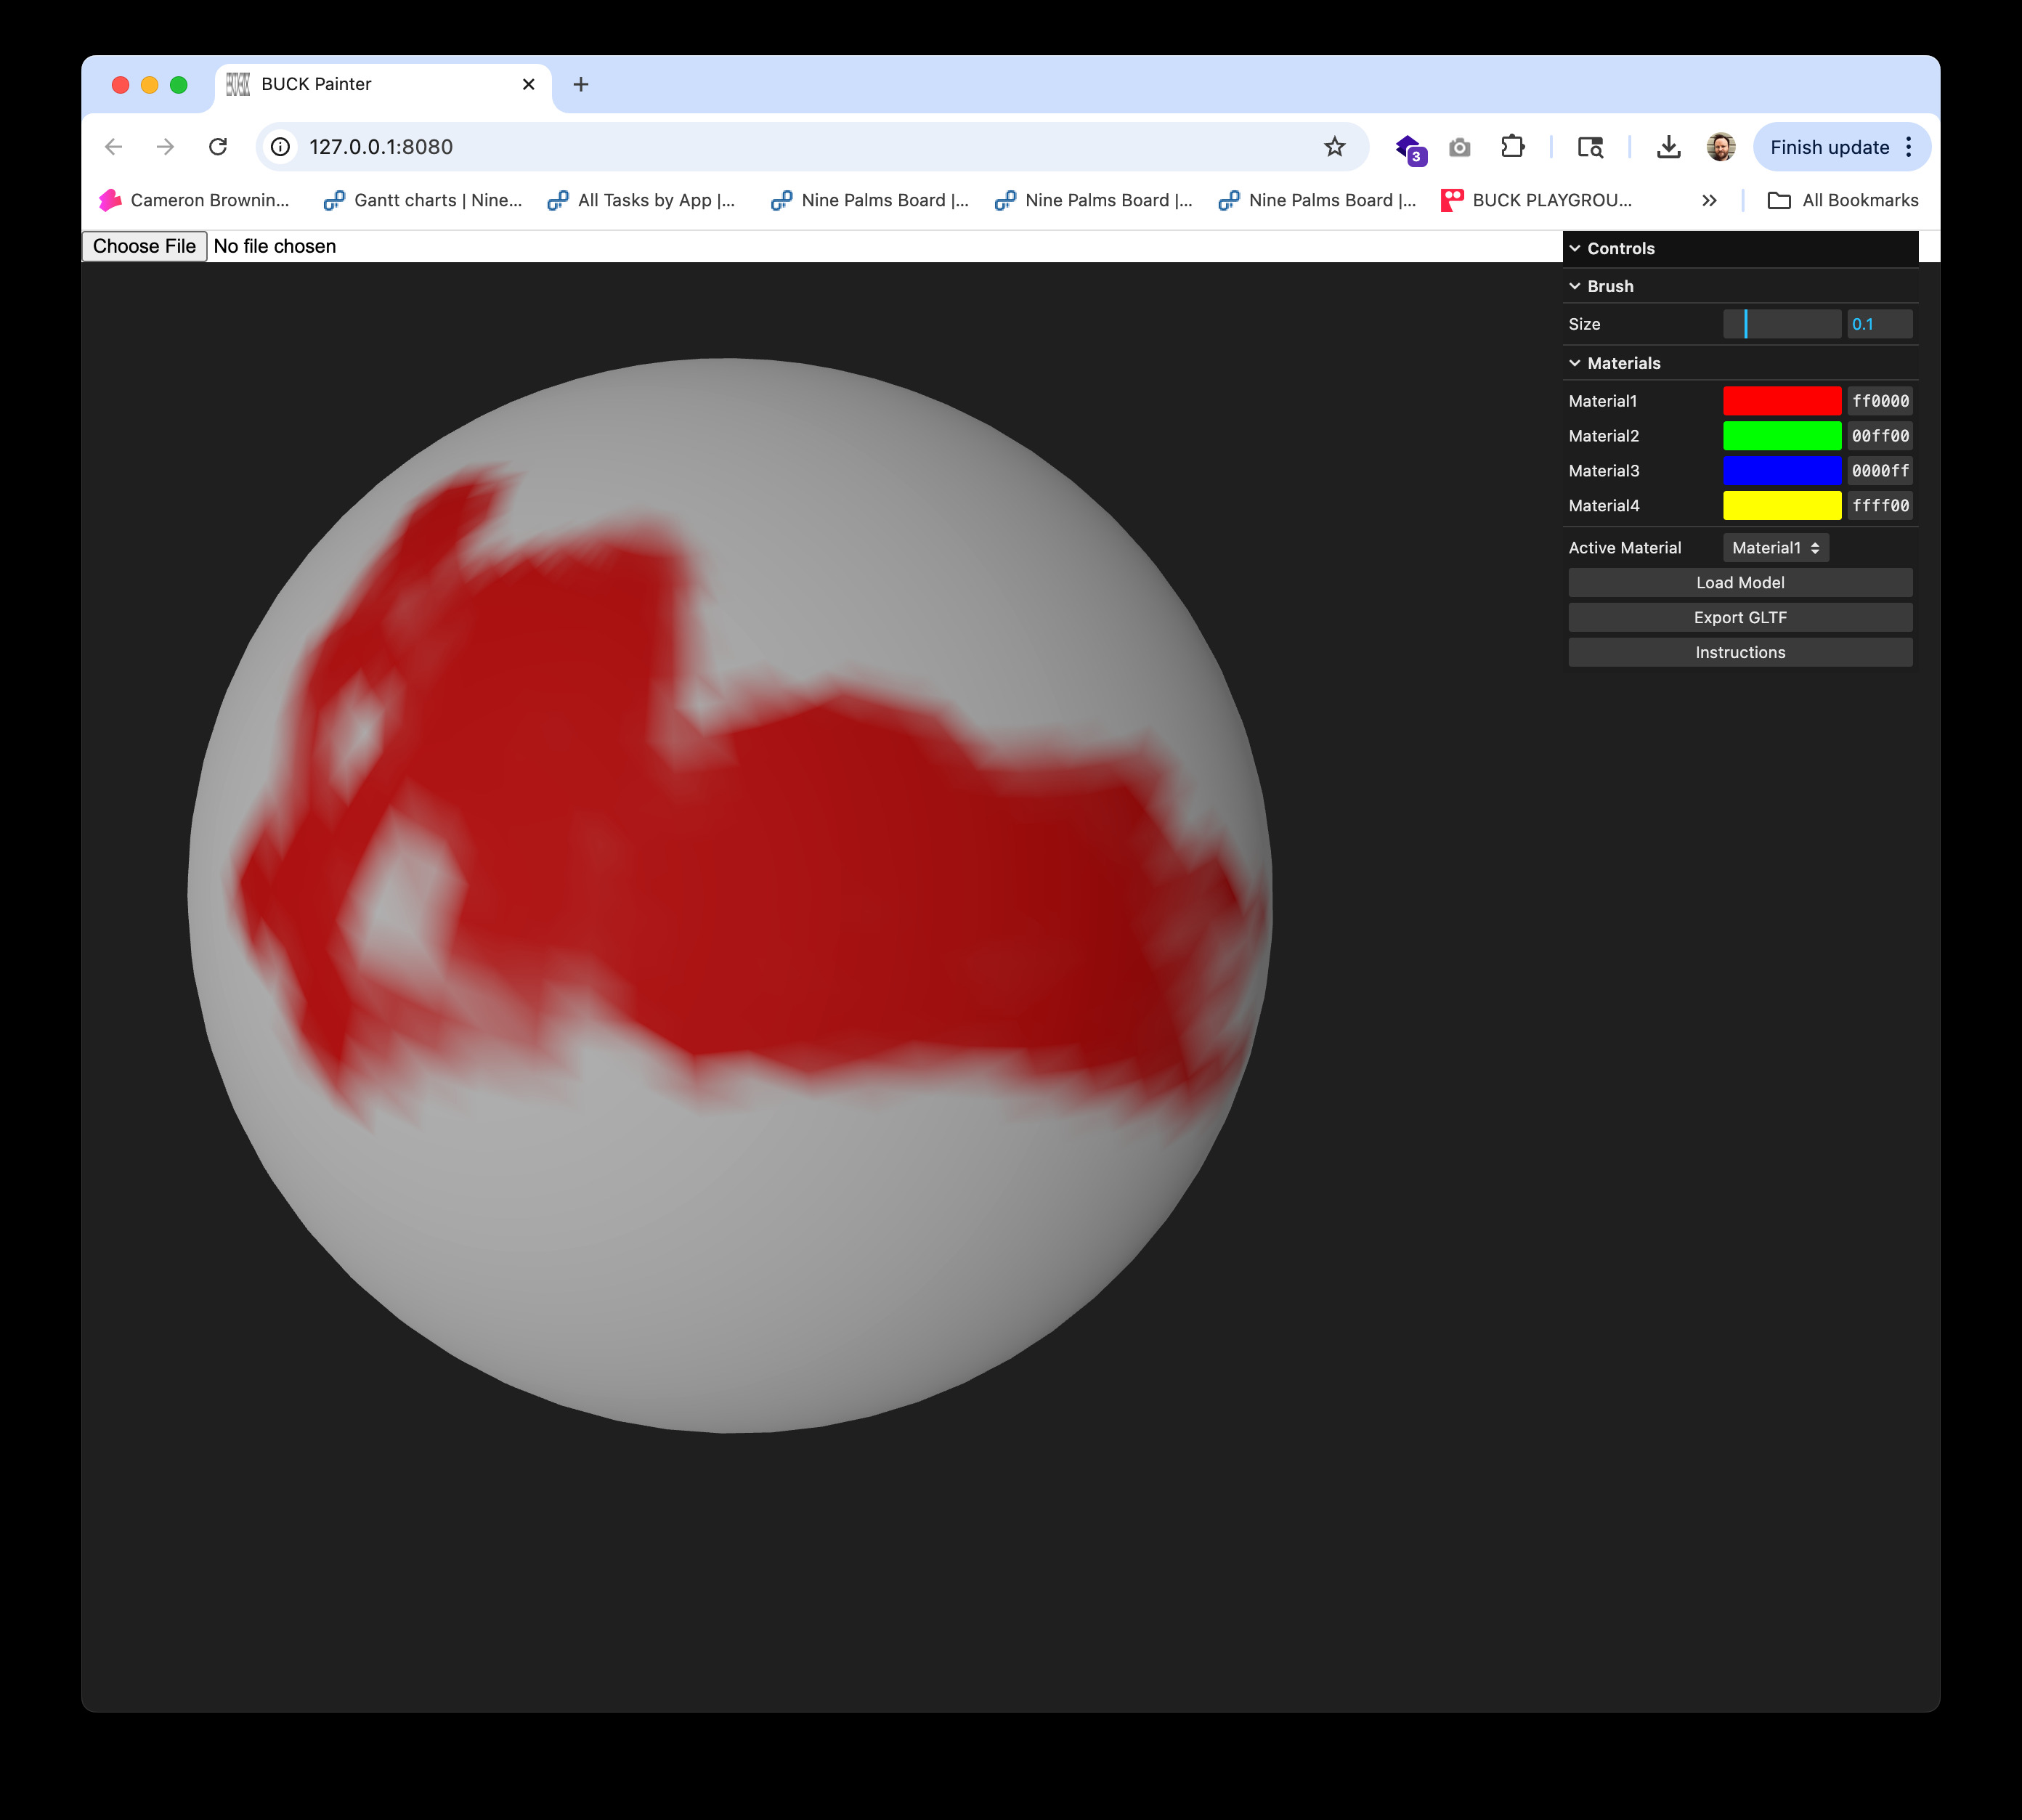 BUCK BUCK Painter
127.0.0.1:8080
3
Finish update
Cameron Brownin...
Gantt charts | Nine...
All Tasks by App |...
Nine Palms Board |...
Nine Palms Board |...
Nine Palms Board |...
BUCK PLAYGROU...
All Bookmarks
Choose File No file chosen
Controls
Brush
Size 0.1
Materials
Material1 ff0000
Material2 00ff00
Material3 0000ff
Material4 ffff00
Active Material Material1
Load Model
Export GLTF
Instructions